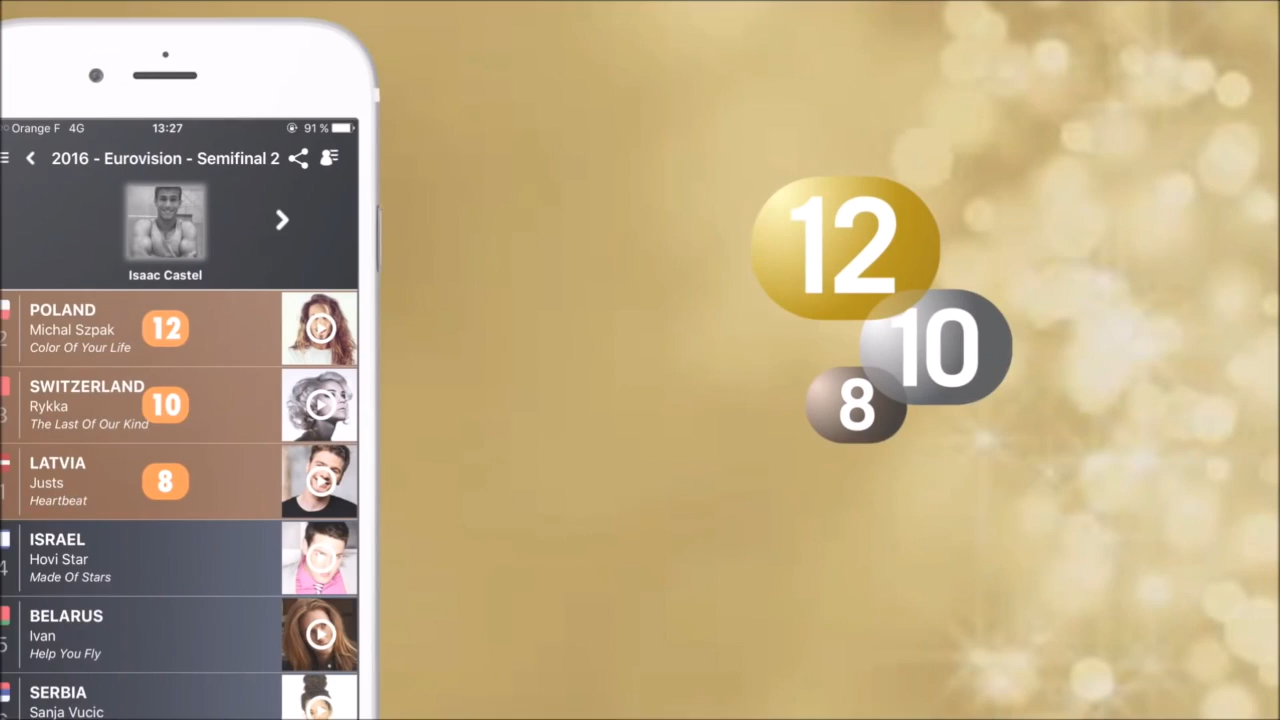 Orange F 4G 13:27 91 %
2016 - Eurovision - Semifinal 2
Isaac Castel
POLAND
Michal Szpak
Color Of Your Life
12
SWITZERLAND
Rykka
The Last Of Our Kind
10
LATVIA
Justs
Heartbeat
8
ISRAEL
Hovi Star
Made Of Stars
BELARUS
Ivan
Help You Fly
SERBIA
Sanja Vucic
12
10
8